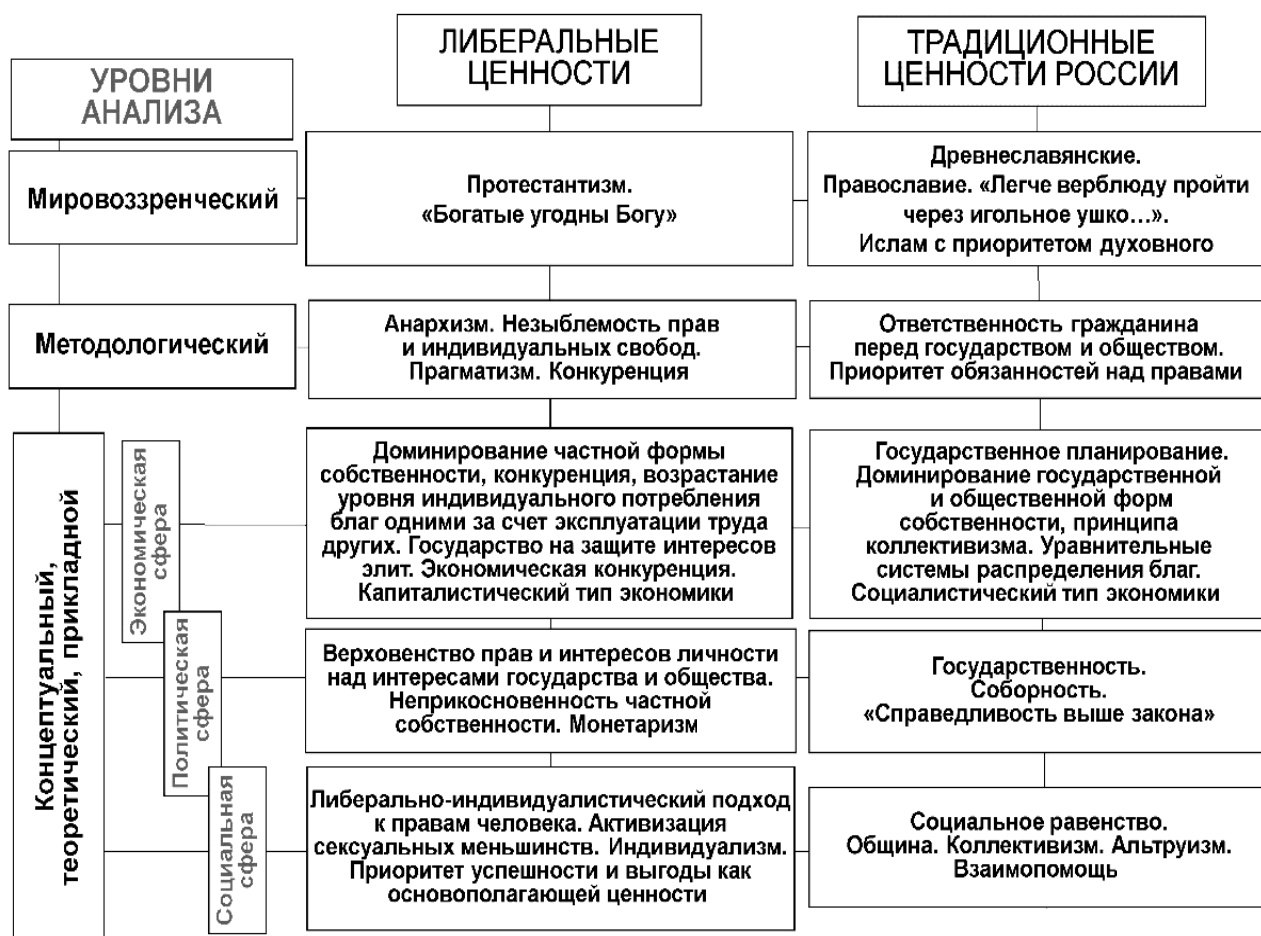 УРОВНИ
АНАЛИЗА
ЛИБЕРАЛЬНЫЕ
ЦЕННОСТИ
ТРАДИЦИОННЫЕ
ЦЕННОСТИ РОССИИ
Мировоззренческий
Протестантизм.
«Богатые угодны Богу»
Древнеславянские.
Православие. «Легче верблюду пройти
через игольное ушко...».
Ислам с приоритетом духовного
Методологический
Анархизм. Незыблемость прав
и индивидуальных свобод.
Прагматизм. Конкуренция
Ответственность гражданина
перед государством и обществом.
Приоритет обязанностей над правами
Концептуальный,
теоретический, прикладной
Экономическая
сфера
Доминирование частной формы
собственности, конкуренция, возрастание
уровня индивидуального потребления
благ одними за счет эксплуатации труда
других. Государство на защите интересов
элит. Экономическая конкуренция.
Капиталистический тип экономики
Государственное планирование.
Доминирование государственной
и общественной форм
собственности, принципа
коллективизма. Уравнительные
системы распределения благ.
Социалистический тип экономики
Политическая
сфера
Верховенство прав и интересов личности
над интересами государства и общества.
Неприкосновенность частной
собственности. Монетаризм
Государственность.
Соборность.
«Справедливость выше закона»
Социальная
сфера
Либерально-индивидуалистический подход
к правам человека. Активизация
сексуальных меньшинств. Индивидуализм.
Приоритет успешности и выгоды как
основополагающей ценности
Социальное равенство.
Община. Коллективизм. Альтруизм.
Взаимопомощь